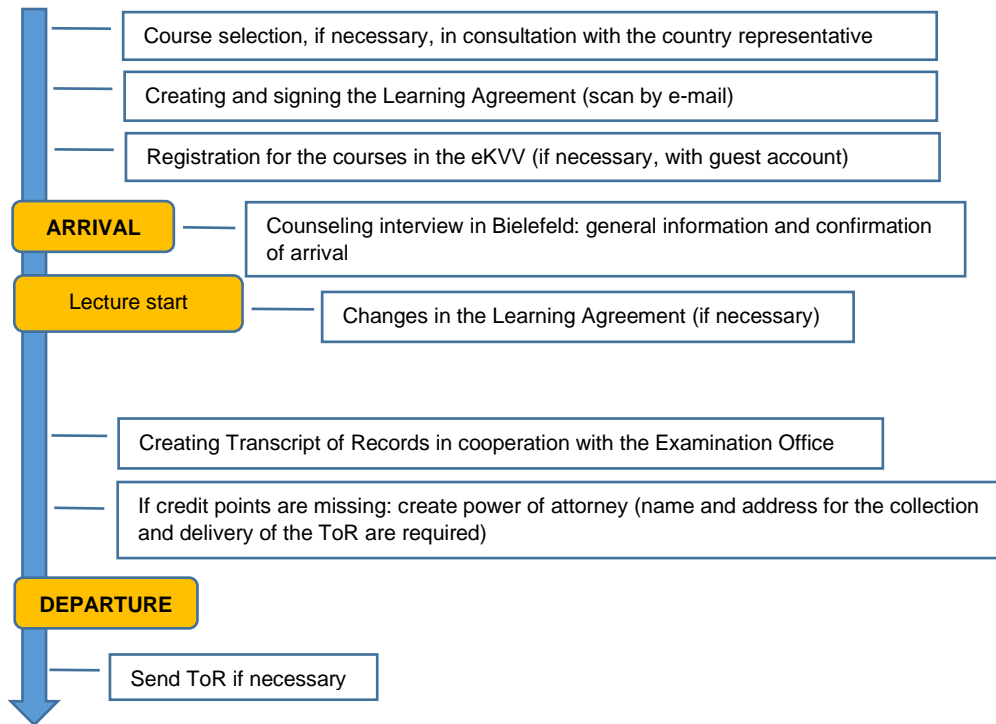 Course selection, if necessary, in consultation with the country representative
Creating and signing the Learning Agreement (scan by e-mail)
Registration for the courses in the eKVV (if necessary, with guest account)
ARRIVAL
Counseling interview in Bielefeld: general information and confirmation
of arrival
Lecture start
Changes in the Learning Agreement (if necessary)
Creating Transcript of Records in cooperation with the Examination Office
If credit points are missing: create power of attorney (name and address for the collection
and delivery of the ToR are required)
DEPARTURE
Send ToR if necessary